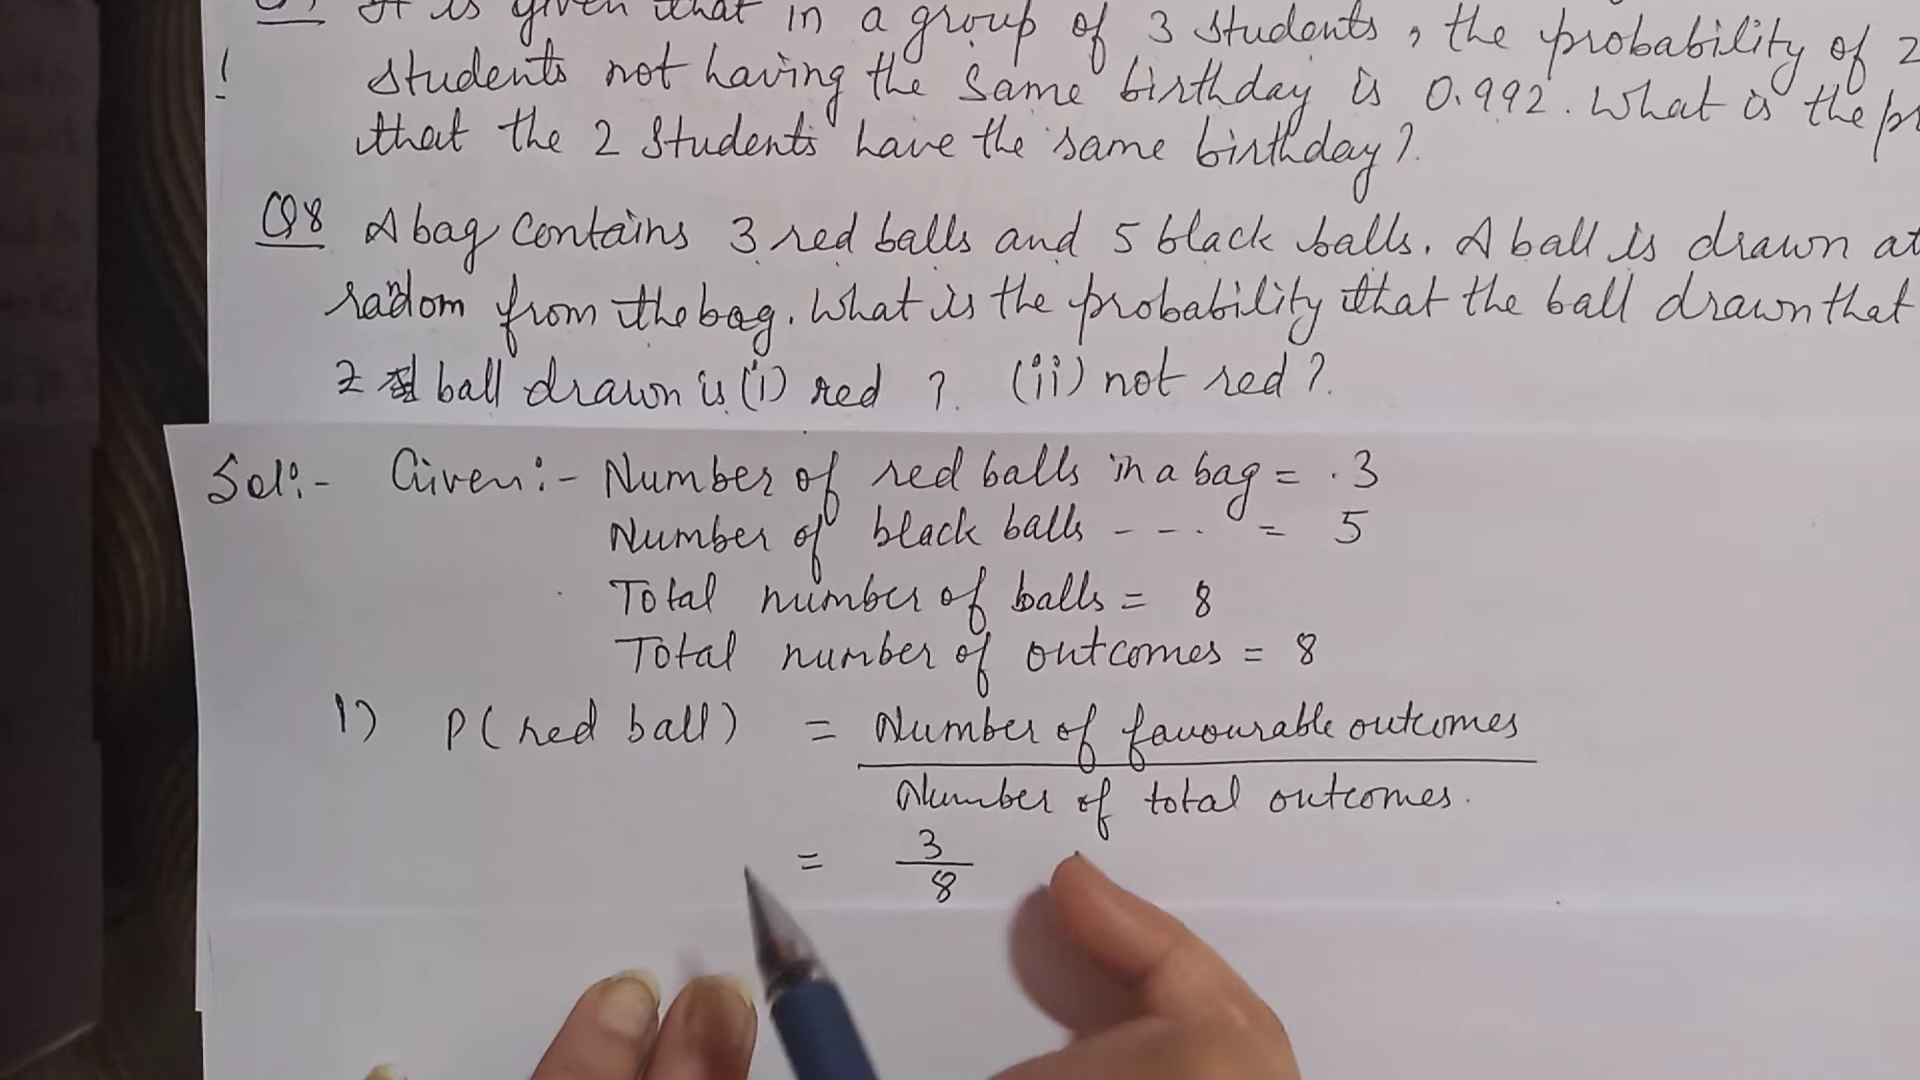 It is given that in a group of 3 students, the probability of 2
students not having the same birthday is 0.992. What is the pr
that the 2 students have the same birthday?
Q8 A bag contains 3 red balls and 5 black balls. A ball is drawn at
random from the bag. What is the probability that the ball drawn that
ball drawn is (i) red ? (ii) not red ?
Sol:- Given:- Number of red balls in a bag = 3
Number of black balls - - - = 5
Total number of balls = 8
Total number of outcomes = 8
1) P(red ball) = Number of favourable outcomes
Number of total outcomes.
= 3
8